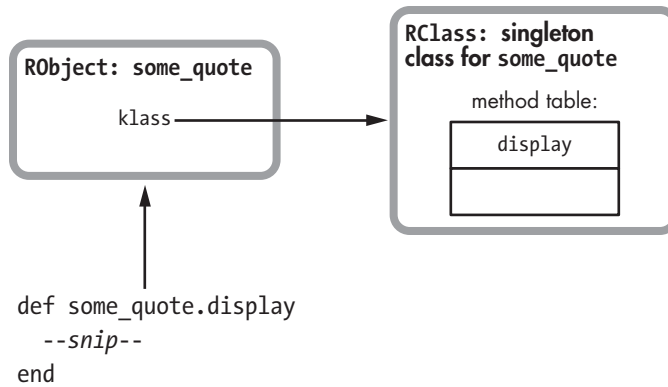 RObject: some_quote
klass
RClass: singleton
class for some_quote
method table:
display
def some_quote.display
--snip--
end